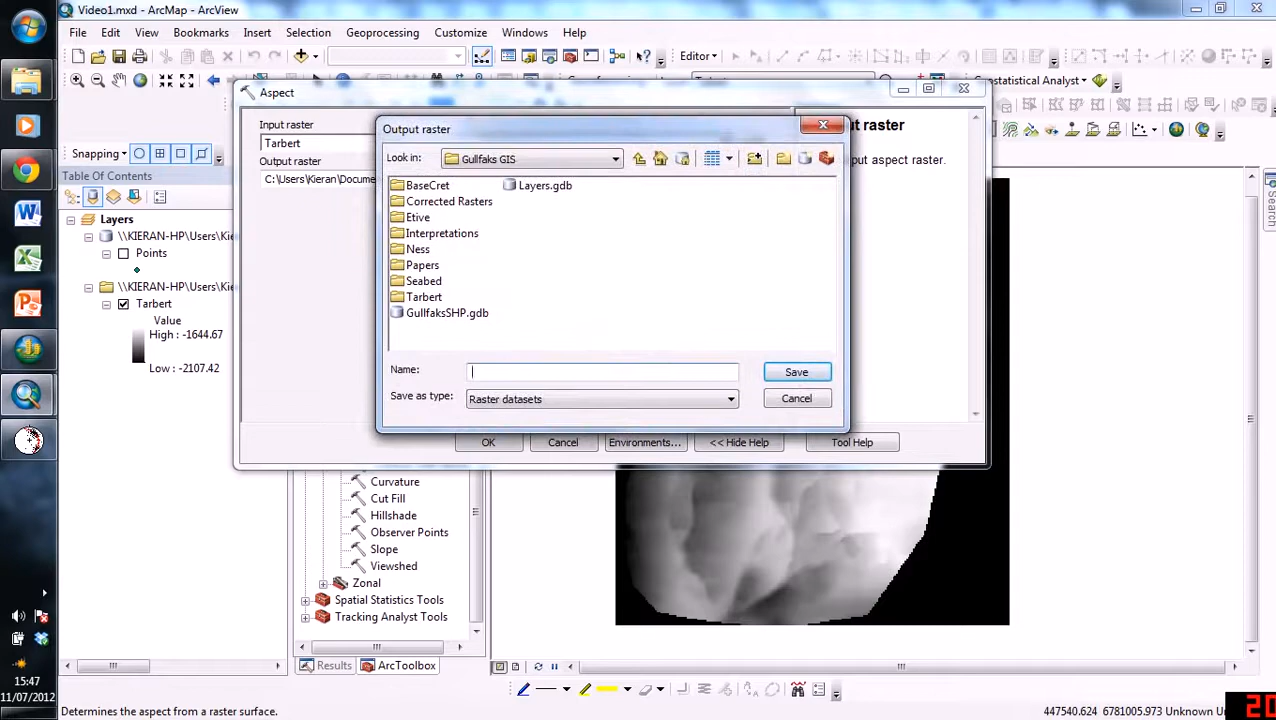 Video1.mxd - ArcMap - ArcView
File Edit View Bookmarks Insert Selection Geoprocessing Customize Windows Help
Editor
ostatistical Analyst
Snapping
Table Of Contents
Layers
\\KIERAN-HP\Users\Kie
Points
\\KIERAN-HP\Users\Kie
Tarbert
Value
High : -1644.67
Low : -2107.42
Aspect
Input raster
Tarbert
Output raster
C:\Users\Kieran\Docume
ut raster
put aspect raster.
Output raster
Look in: Gullfaks GIS
BaseCret Layers.gdb
Corrected Rasters
Etive
Interpretations
Ness
Papers
Seabed
Tarbert
GullfaksSHP.gdb
Name: Save
Save as type: Raster datasets Cancel
OK Cancel Environments... << Hide Help Tool Help
Search
Curvature
Cut Fill
Hillshade
Observer Points
Slope
Viewshed
Zonal
Spatial Statistics Tools
Tracking Analyst Tools
Results ArcToolbox
15:47
11/07/2012
Determines the aspect from a raster surface.
447540.624 6781005.973 Unknown Un
20